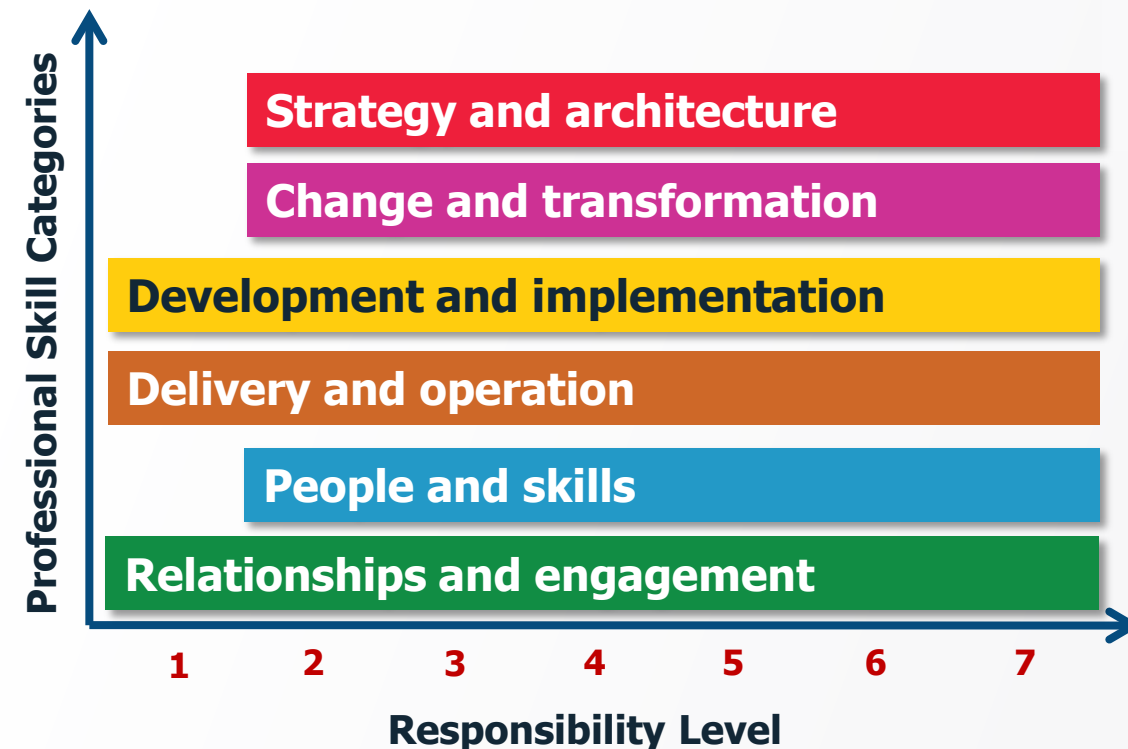 Professional Skill Categories
Strategy and architecture
Change and transformation
Development and implementation
Delivery and operation
People and skills
Relationships and engagement
1 2 3 4 5 6 7
Responsibility Level